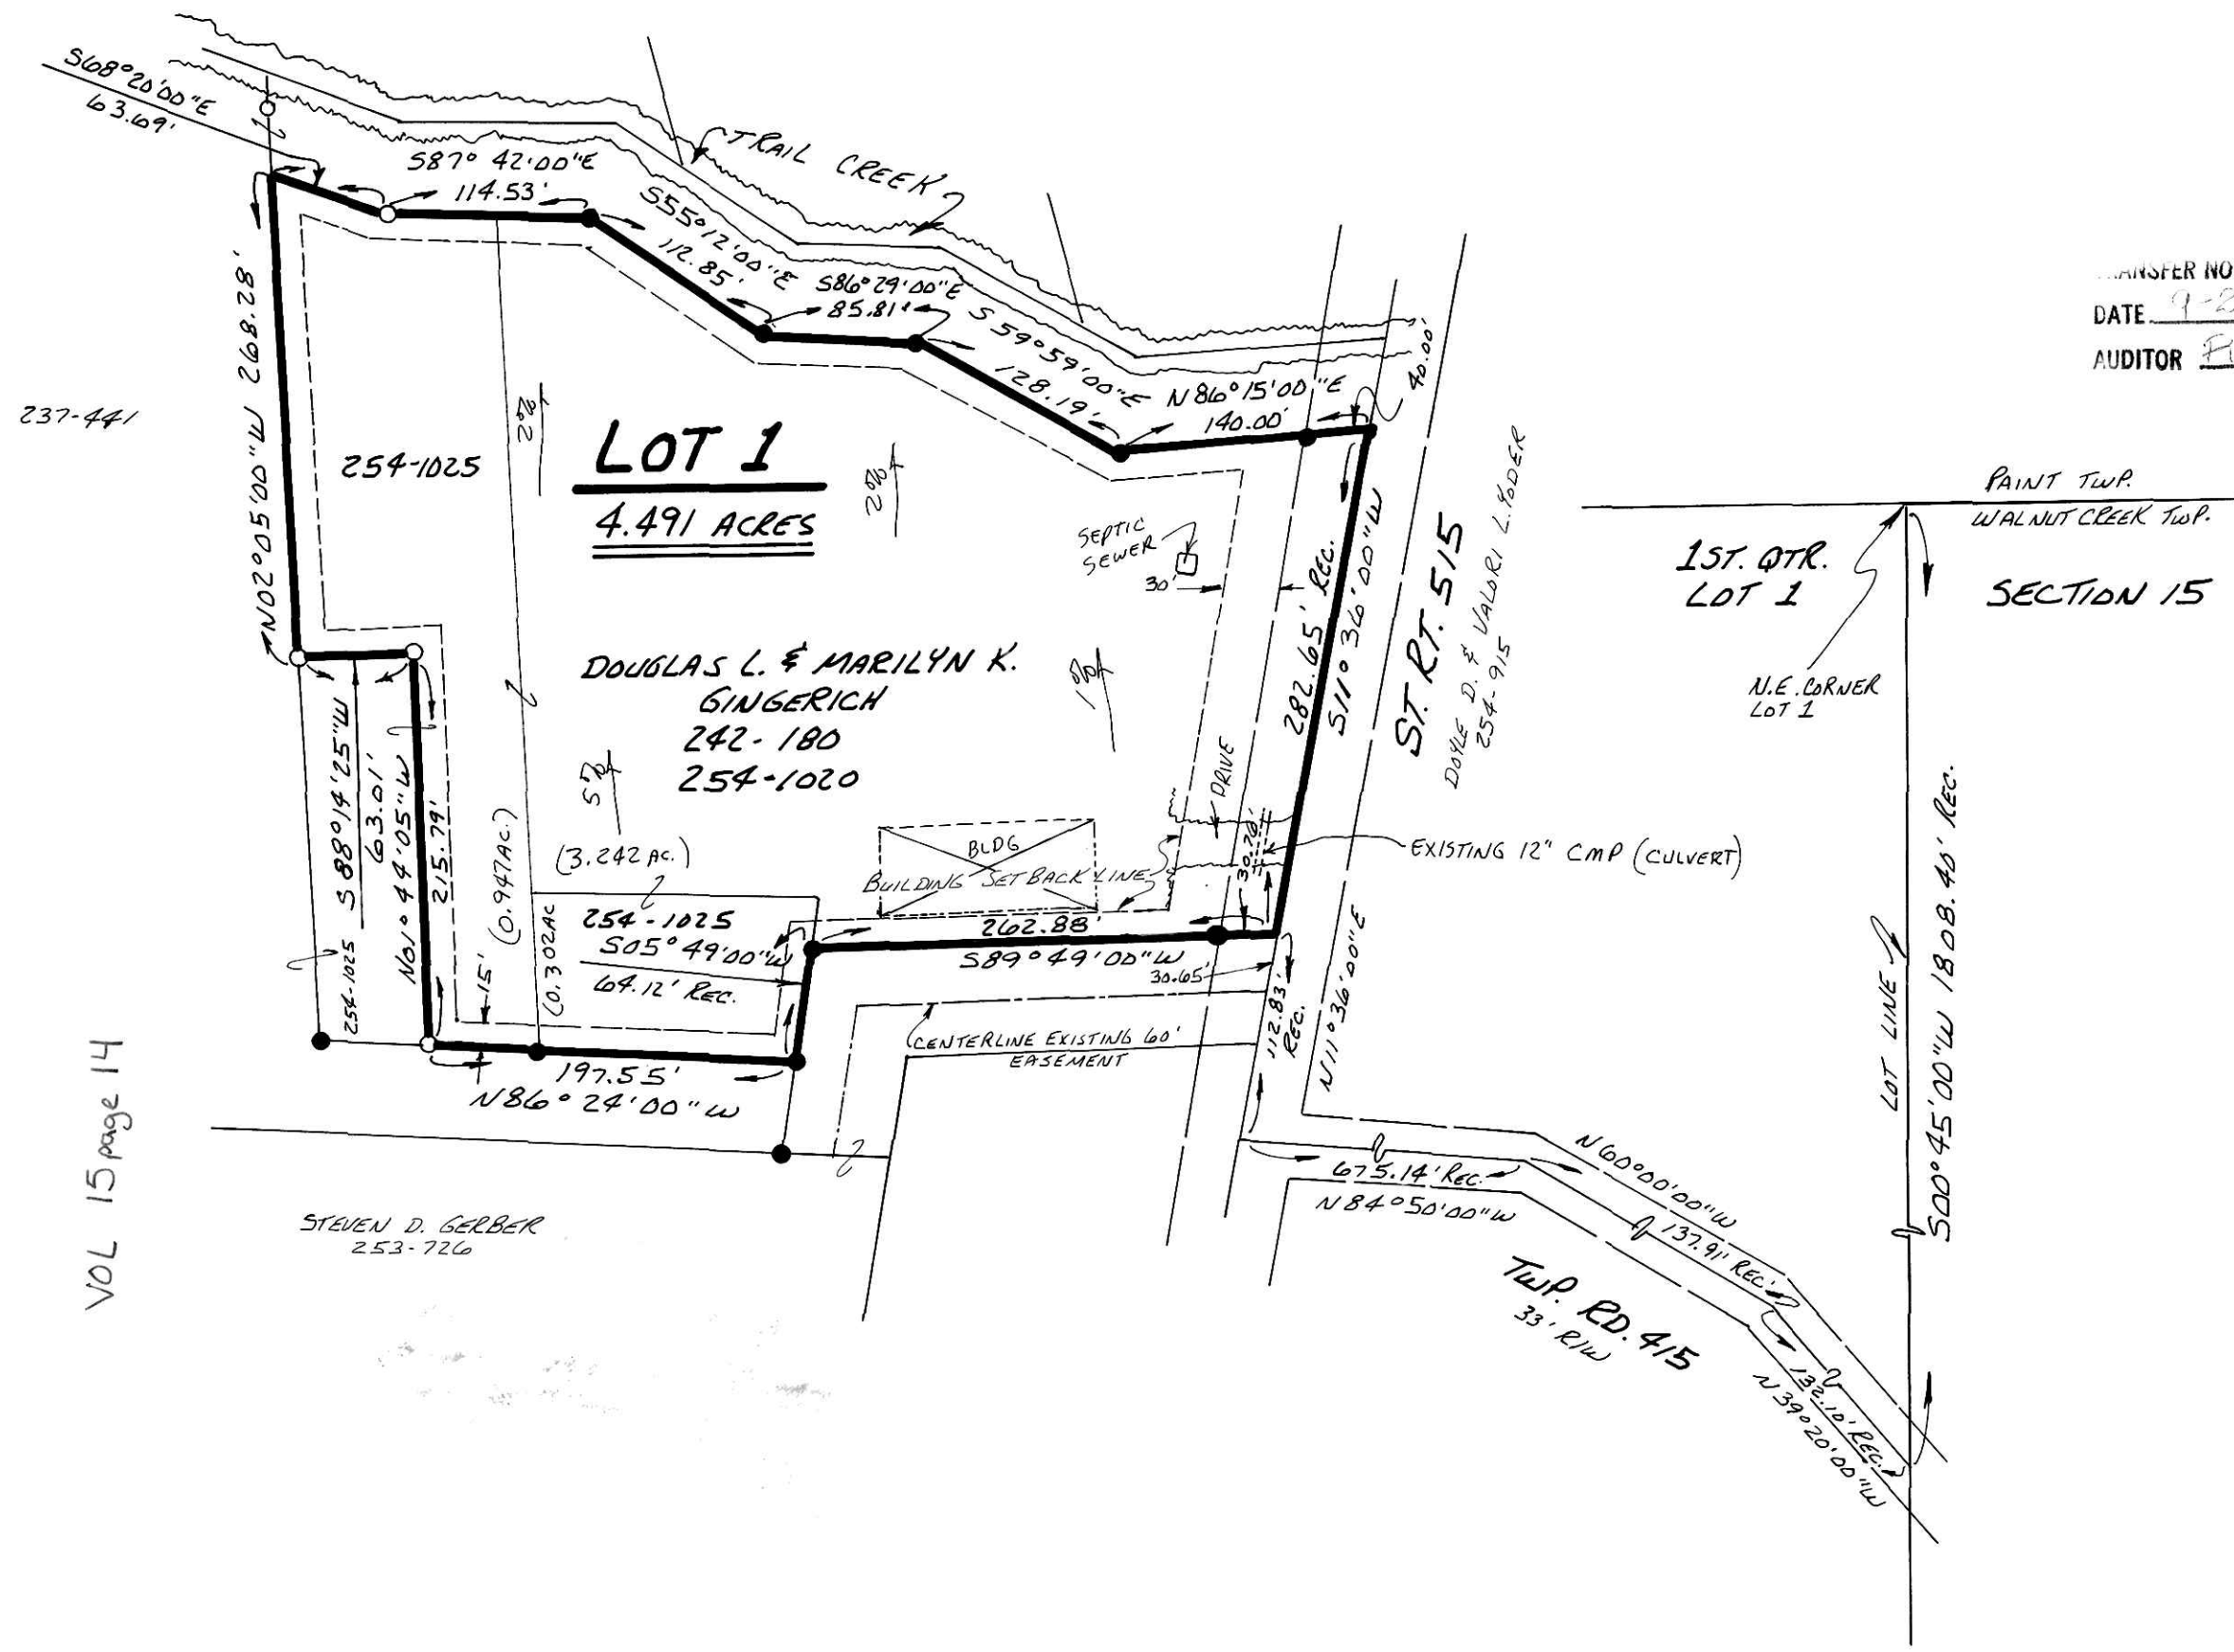 S68°20'00"E
63.69'
S87° 42'00"E
114.53'
TRAIL CREEK
S55°12'00"E
112.85'
S86°29'00"E
85.81'
S59°59'00"E
128.19'
N86°15'00"E
140.00'
40.00'
ANSFER NO
DATE
AUDITOR
237-441
N02°05'00"W 268.28'
254-1025
2%
LOT 1
4.491 ACRES
2%
SEPTIC
SEWER
30'
282.65' REC.
S11°36'00"W
ST. RT. 515
DOYLE D. & VALORI L. YODER
254-915
PAINT TWP.
WALNUT CREEK TWP.
1ST. QTR.
LOT 1
SECTION 15
N.E. CORNER
LOT 1
DOUGLAS L. & MARILYN K.
GINGERICH
242-180
254-1020
1%
5%
DRIVE
S 88°14'25"W
63.01'
N01°44'05"W
215.79'
(0.947AC.)
(3.242 AC.)
BLDG
BUILDING SET BACK LINE
30.76'
EXISTING 12" CMP (CULVERT)
254-1025
S05°49'00"W
64.12' REC.
(0.302AC
262.88'
S89°49'00"W
30.65'
254-1025
15'
CENTERLINE EXISTING 60'
EASEMENT
112.83'
REC.
N11°36'00"E
197.55'
N86°24'00"W
LOT LINE
S00°45'00"W 1808.40' REC.
VOL 15 page 14
STEVEN D. GERBER
253-726
675.14' REC.
N84°50'00"W
N60°00'00"W
137.91' REC.
TWP. RD. 415
33' R/W
132.10' REC.
N39°20'00"W